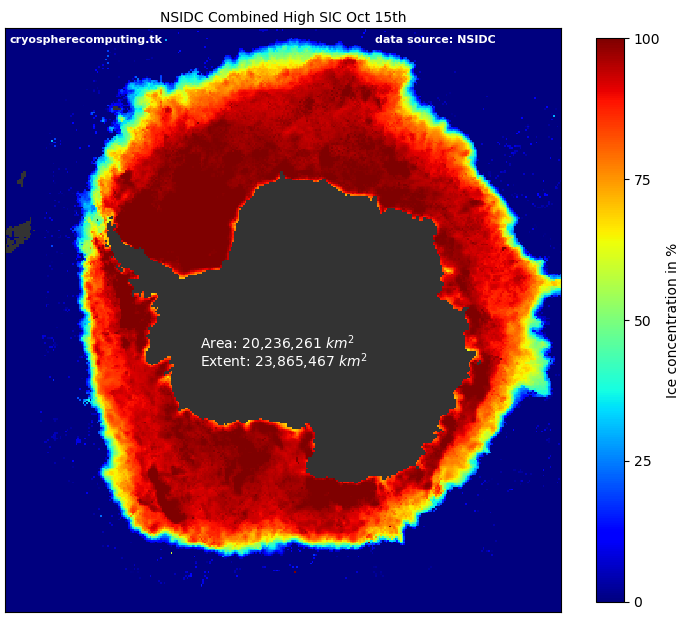 NSIDC Combined High SIC Oct 15th
cryospherecomputing.tk
data source: NSIDC
100
75
50
25
0
Ice concentration in %
Area: 20,236,261 km²
Extent: 23,865,467 km²